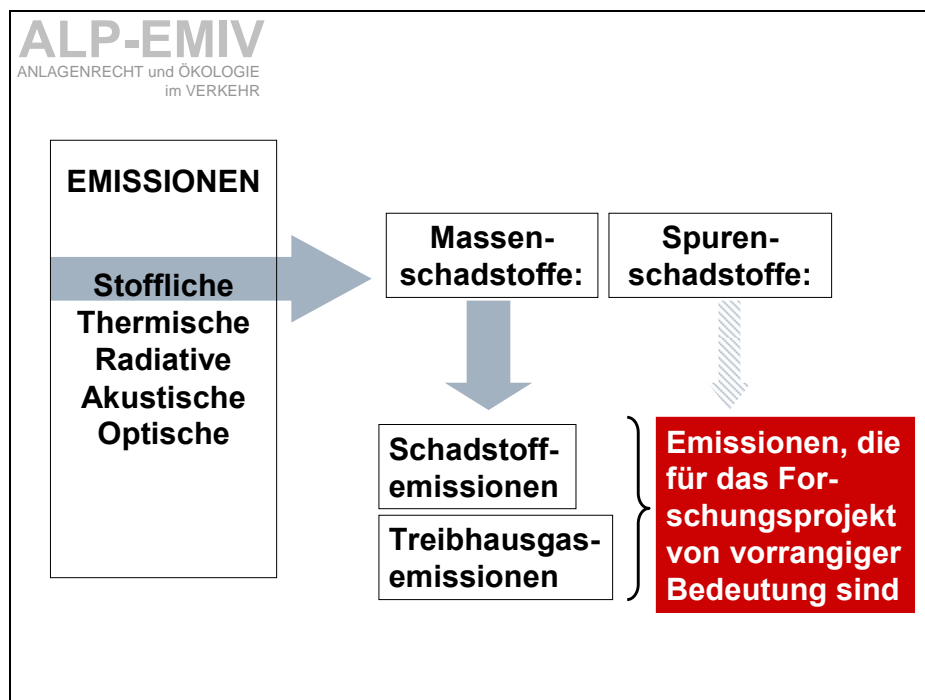 ALP-EMIV
ANLAGENRECHT und ÖKOLOGIE
im VERKEHR
EMISSIONEN
Stoffliche
Thermische
Radiative
Akustische
Optische
Massen-
schadstoffe:
Spuren-
schadstoffe:
Schadstoff-
emissionen
Treibhausgas-
emissionen
Emissionen, die
für das For-
schungsprojekt
von vorrangiger
Bedeutung sind